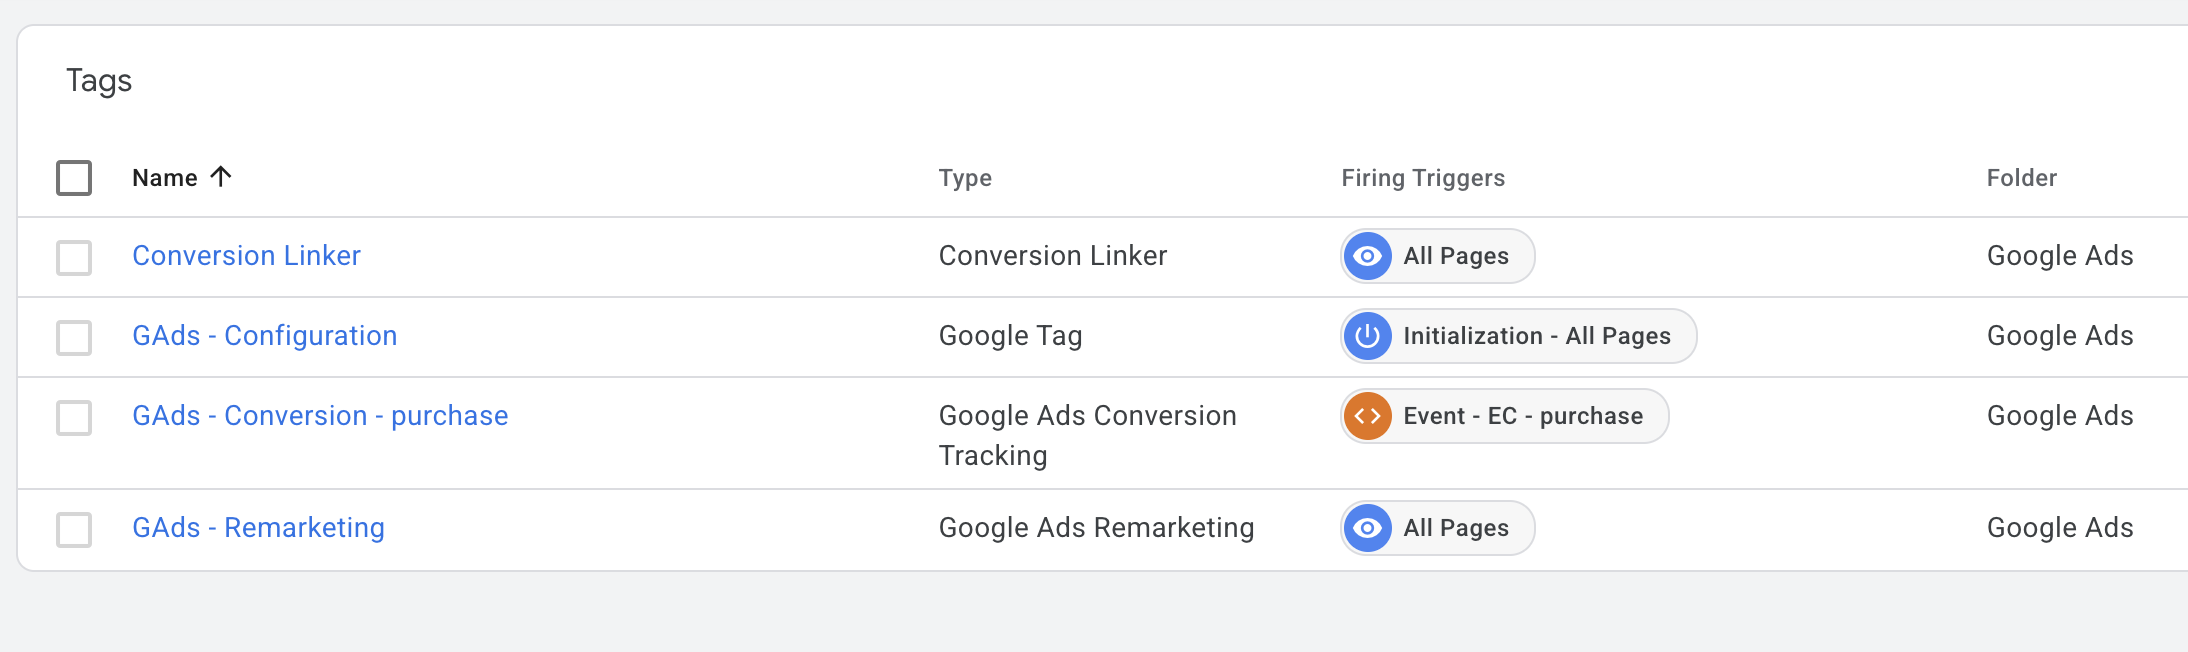 Tags
Name Type Firing Triggers Folder
Conversion Linker Conversion Linker All Pages Google Ads
GAds - Configuration Google Tag Initialization - All Pages Google Ads
GAds - Conversion - purchase Google Ads Conversion Event - EC - purchase Google Ads
Tracking
GAds - Remarketing Google Ads Remarketing All Pages Google Ads